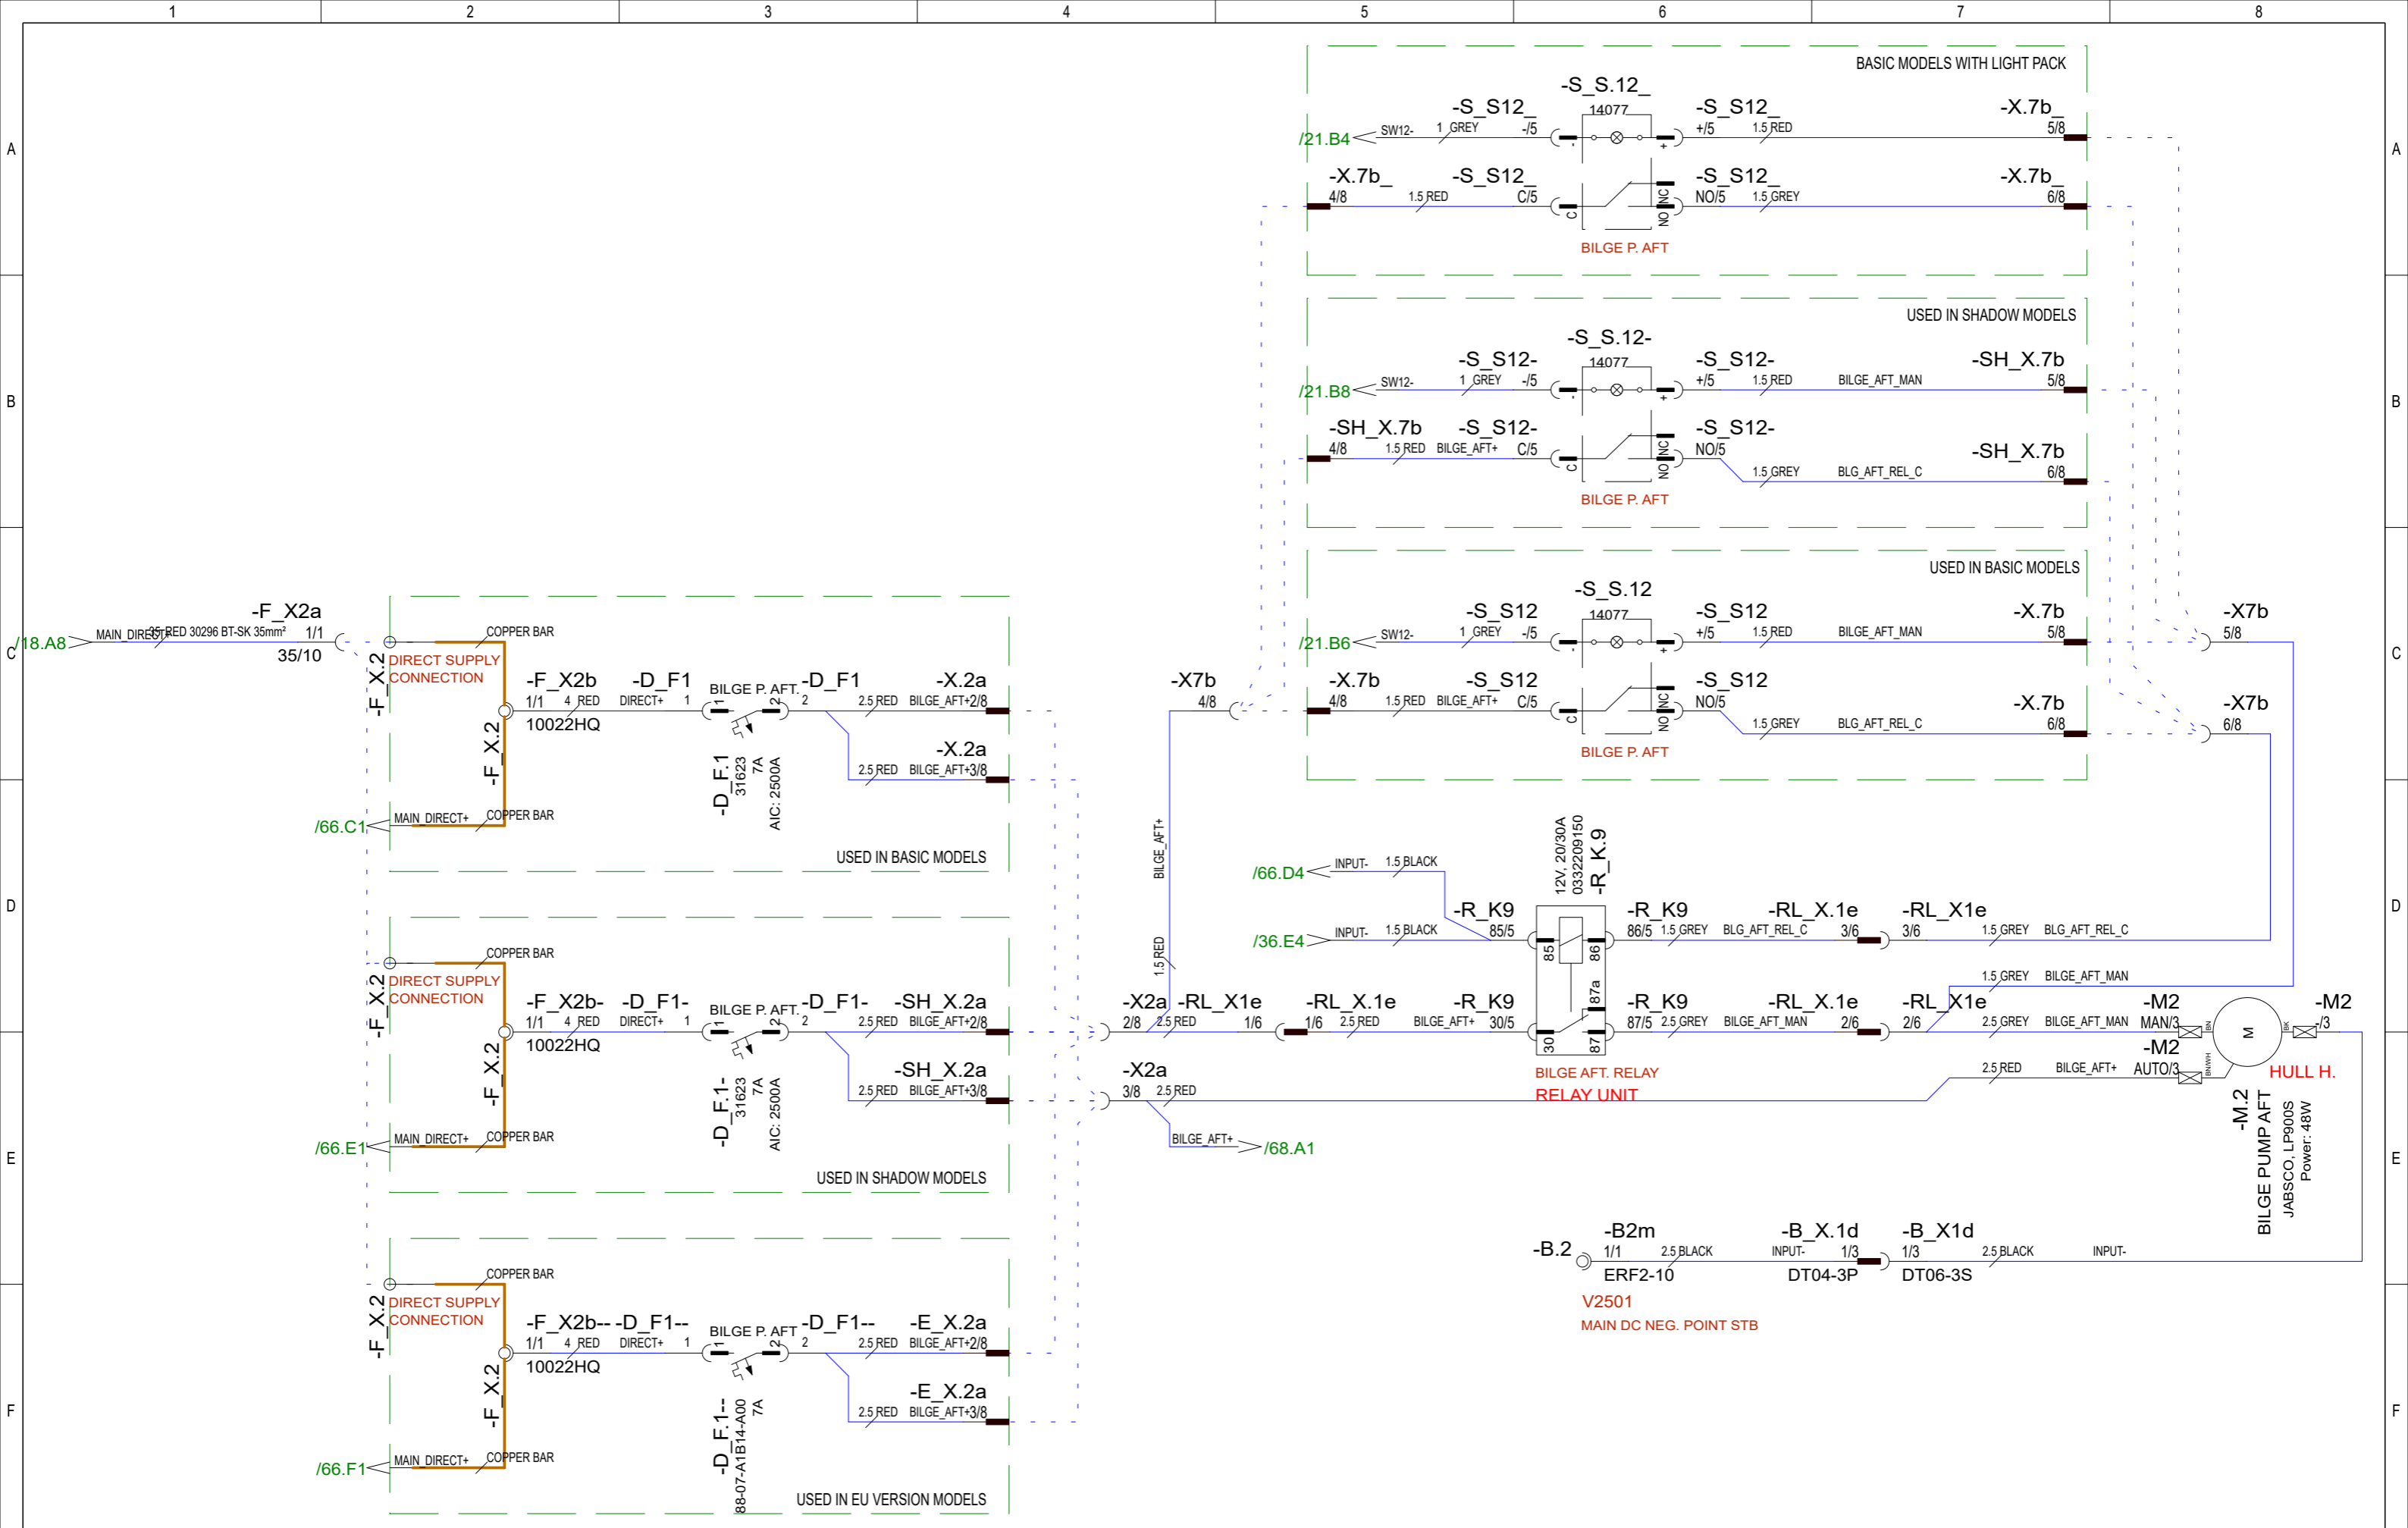 1 2 3 4 5 6 7 8
A
BASIC MODELS WITH LIGHT PACK
-S_S.12_
14077
-S_S12_ -S_S12_ -X.7b_
/21.B4 SW12- 1 GREY -/5 - + +/5 1.5 RED 5/8
-X.7b_ -S_S12_ -S_S12_ -X.7b_
4/8 1.5 RED C/5 C NO NC NO/5 1.5 GREY 6/8
BILGE P. AFT
A
B
USED IN SHADOW MODELS
-S_S.12-
14077
-S_S12- -S_S12- -SH_X.7b
/21.B8 SW12- 1 GREY -/5 - + +/5 1.5 RED BILGE_AFT_MAN 5/8
-SH_X.7b -S_S12- -S_S12- -SH_X.7b
4/8 1.5 RED BILGE_AFT+ C/5 C NO NC NO/5
1.5 GREY BLG_AFT_REL_C 6/8
BILGE P. AFT
B
C
USED IN BASIC MODELS
-S_S.12
14077
-S_S12 -S_S12 -X.7b -X7b
/21.B6 SW12- 1 GREY -/5 - + +/5 1.5 RED BILGE_AFT_MAN 5/8 5/8
-X7b -X.7b -S_S12 -S_S12 -X.7b -X7b
4/8 4/8 1.5 RED BILGE_AFT+ C/5 C NO NC NO/5
1.5 GREY BLG_AFT_REL_C 6/8 6/8
BILGE P. AFT
C
-F_X2a
/18.A8 MAIN_DIRECT+ 35 RED 30296 BT-SK 35mm² 1/1
35/10
COPPER BAR
-F_X.2
DIRECT SUPPLY
CONNECTION
-F_X2b -D_F1 BILGE P. AFT. -D_F1 -X.2a
1/1 4 RED DIRECT+ 1 1 2 2 2.5 RED BILGE_AFT+ 2/8
10022HQ
-X.2a
2.5 RED BILGE_AFT+ 3/8
-F_X.2
-D_F.1
31623
7A
AIC: 2500A
/66.C1 MAIN_DIRECT+ COPPER BAR
USED IN BASIC MODELS
D
COPPER BAR
-F_X.2
DIRECT SUPPLY
CONNECTION
-F_X2b- -D_F1- BILGE P. AFT. -D_F1- -SH_X.2a
1/1 4 RED DIRECT+ 1 1 2 2 2.5 RED BILGE_AFT+ 2/8
10022HQ
-SH_X.2a
2.5 RED BILGE_AFT+ 3/8
-F_X.2
-D_F.1-
31623
7A
AIC: 2500A
/66.E1 MAIN_DIRECT+ COPPER BAR
USED IN SHADOW MODELS
E
COPPER BAR
-F_X.2
DIRECT SUPPLY
CONNECTION
-F_X2b-- -D_F1-- BILGE P. AFT -D_F1-- -E_X.2a
1/1 4 RED DIRECT+ 1 1 2 2 2.5 RED BILGE_AFT+ 2/8
10022HQ
-E_X.2a
2.5 RED BILGE_AFT+ 3/8
-F_X.2
-D_F.1--
88-07-A1B14-A00
7A
/66.F1 MAIN_DIRECT+ COPPER BAR
USED IN EU VERSION MODELS
F
BILGE_AFT+
1.5 RED
12V, 20/30A
0332209150
-R_K.9
/66.D4 INPUT- 1.5 BLACK
-R_K9 -R_K9 -RL_X.1e -RL_X1e
/36.E4 INPUT- 1.5 BLACK 85/5 85 86 86/5 1.5 GREY BLG_AFT_REL_C 3/6 3/6 1.5 GREY BLG_AFT_REL_C
D
87a
1.5 GREY BILGE_AFT_MAN
-X2a -RL_X1e -RL_X.1e -R_K9 -R_K9 -RL_X.1e -RL_X1e -M2 -M2
2/8 2.5 RED 1/6 1/6 2.5 RED BILGE_AFT+ 30/5 30 87 87/5 2.5 GREY BILGE_AFT_MAN 2/6 2/6 2.5 GREY BILGE_AFT_MAN MAN/3 BN M BK -/3
BILGE AFT. RELAY
RELAY UNIT
-M2
2.5 RED BILGE_AFT+ AUTO/3 BN/WH
HULL H.
-X2a
3/8 2.5 RED
BILGE_AFT+ /68.A1
-M.2
BILGE PUMP AFT
JABSCO, LP900S
Power: 48W
E
-B.2 -B2m -B_X.1d -B_X1d
1/1 2.5 BLACK INPUT- 1/3 1/3 2.5 BLACK INPUT-
ERF2-10 DT04-3P DT06-3S
V2501
MAIN DC NEG. POINT STB
F